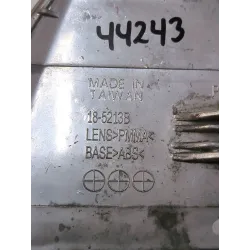 44243
MADE IN
TAIWAN
18-5213B
LENS>PMMA<
BASE>ABS<